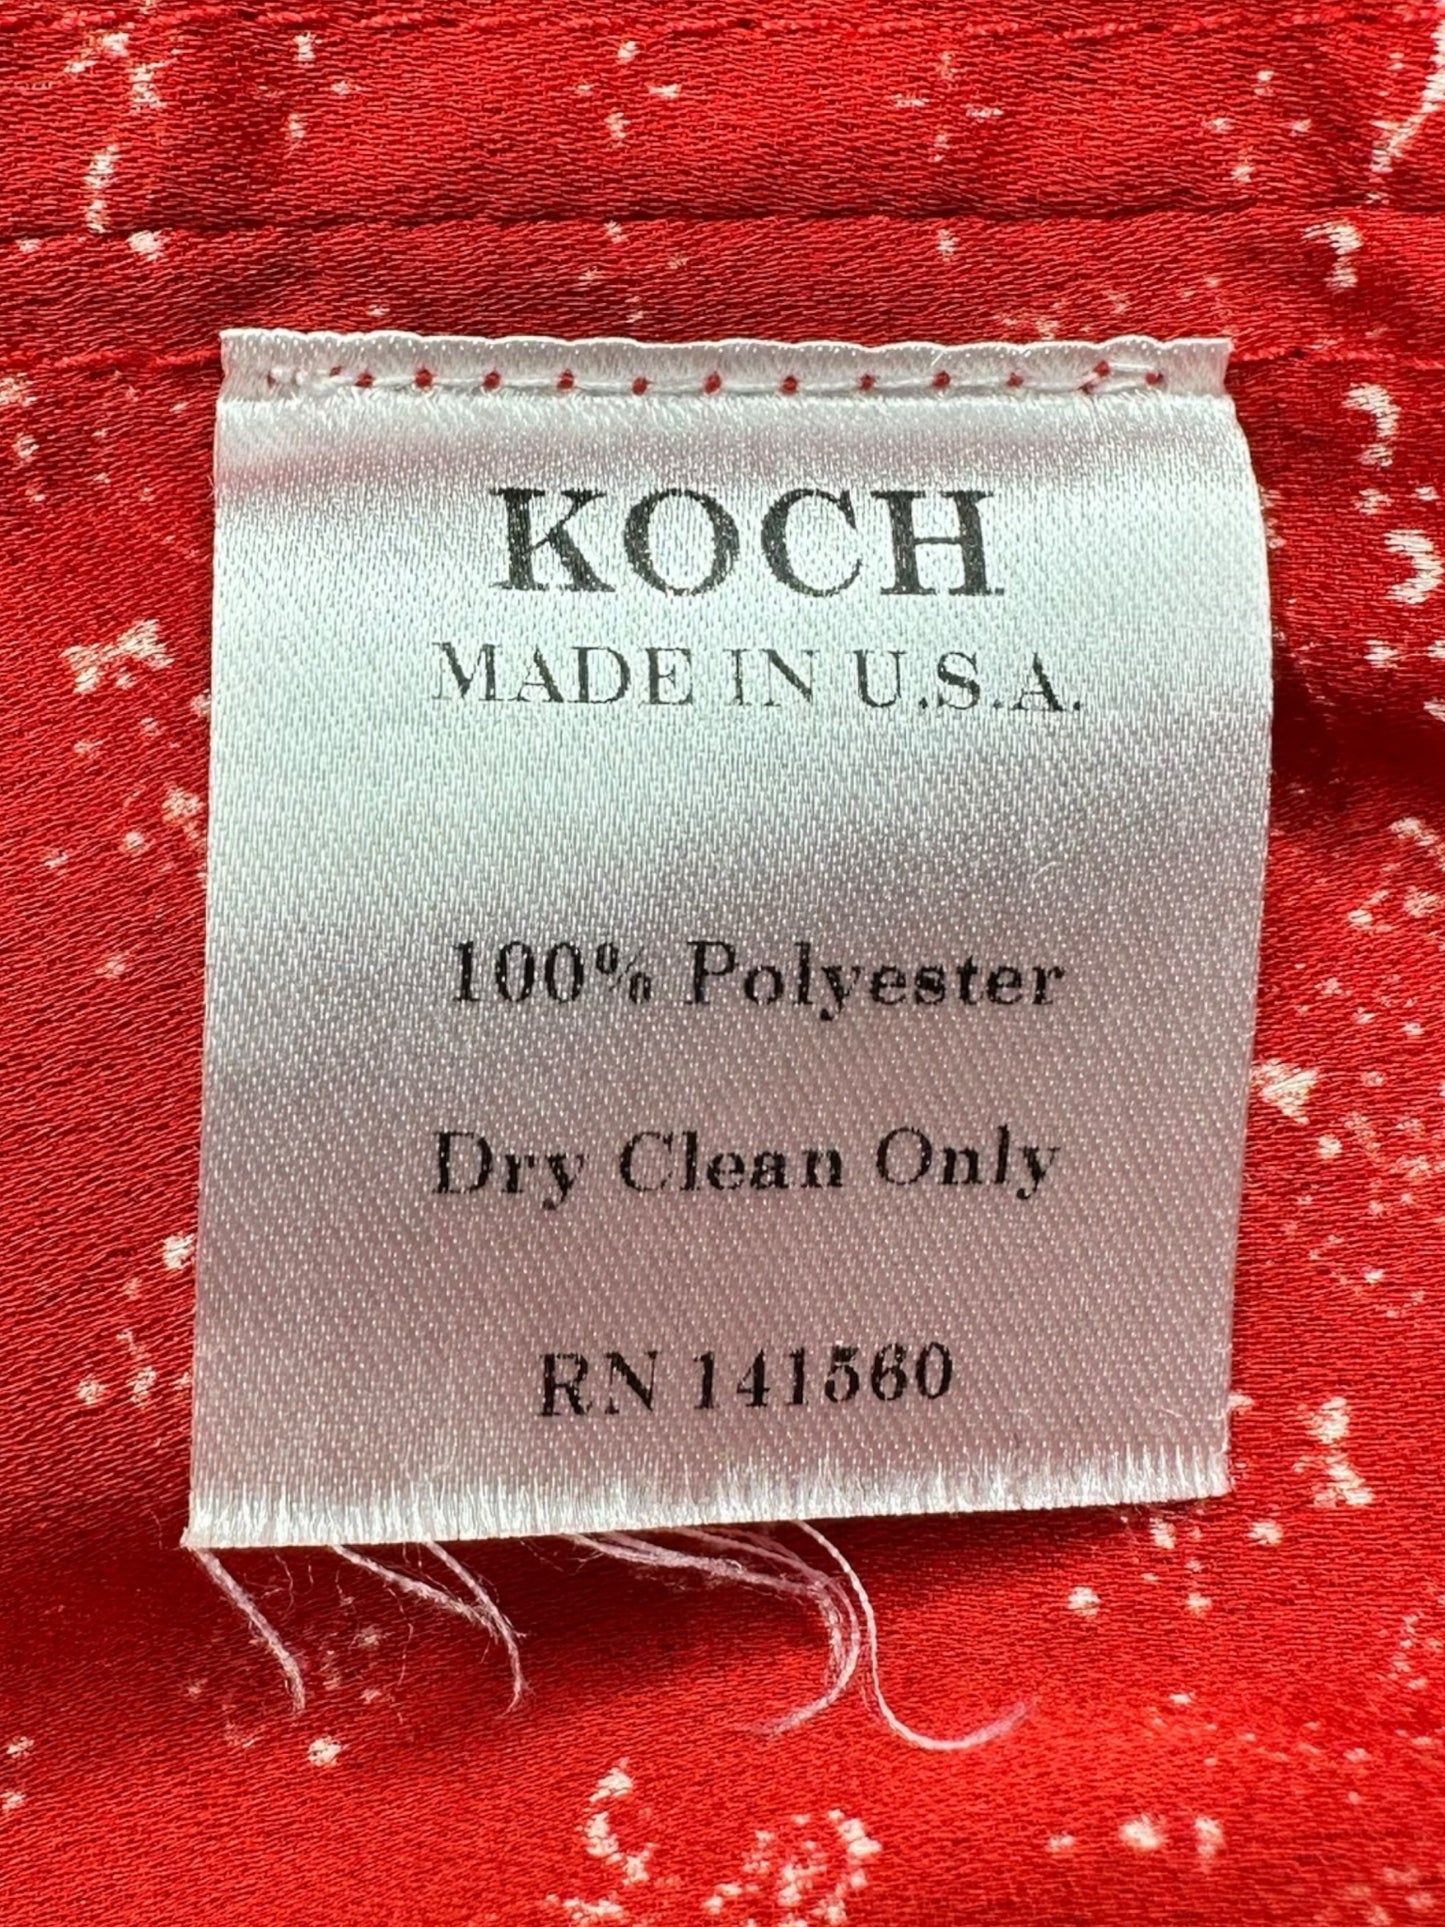 KOCH
MADE IN U.S.A.
100% Polyester
Dry Clean Only
RN 141560